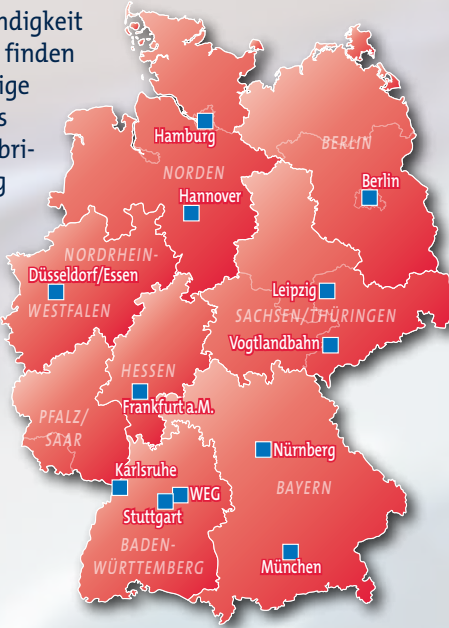 ndigkeit
finden
ige
s
bri-
g
Hamburg
NORDEN
BERLIN
Hannover
Berlin
NORDRHEIN-
Düsseldorf/Essen
WESTFALEN
Leipzig
SACHSEN/THÜRINGEN
Vogtlandbahn
HESSEN
Frankfurt a.M.
PFALZ/
SAAR
Nürnberg
BAYERN
Karlsruhe
WEG
Stuttgart
BADEN-
WÜRTTEMBERG
München